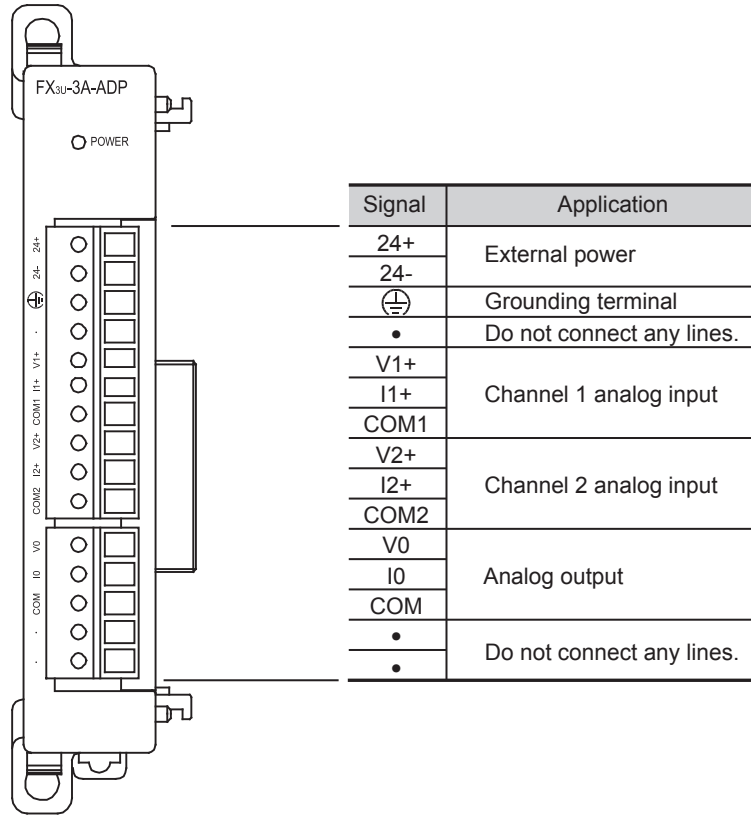 FX3U-3A-ADP
POWER
24+
24-
⏚
·
V1+
I1+
COM1
V2+
I2+
COM2
V0
I0
COM
·
·
Signal Application
24+
24-
External power
⏚ Grounding terminal
• Do not connect any lines.
V1+
I1+
COM1
Channel 1 analog input
V2+
I2+
COM2
Channel 2 analog input
V0
I0
COM
Analog output
•
•
Do not connect any lines.